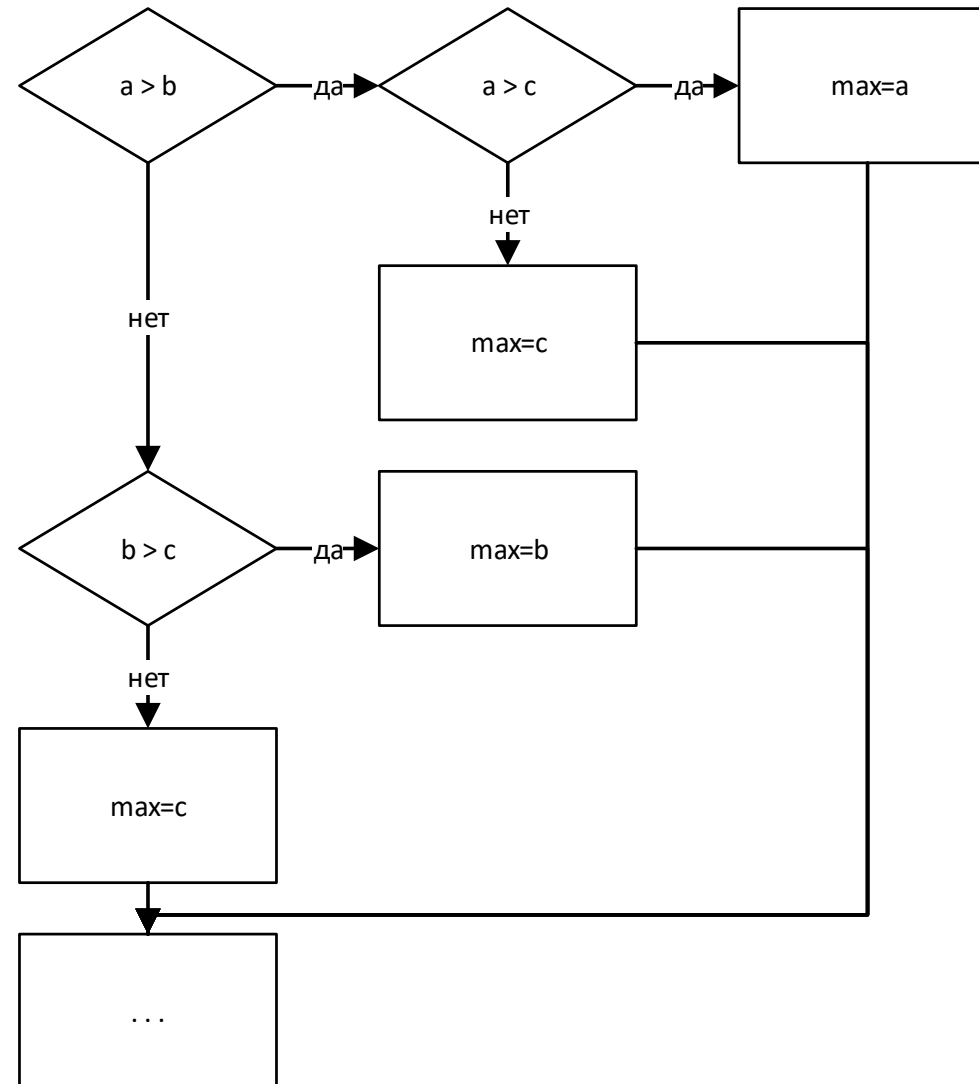 a > b
да
a > c
да
max=a
нет
max=c
нет
b > c
да
max=b
нет
max=c
. . .